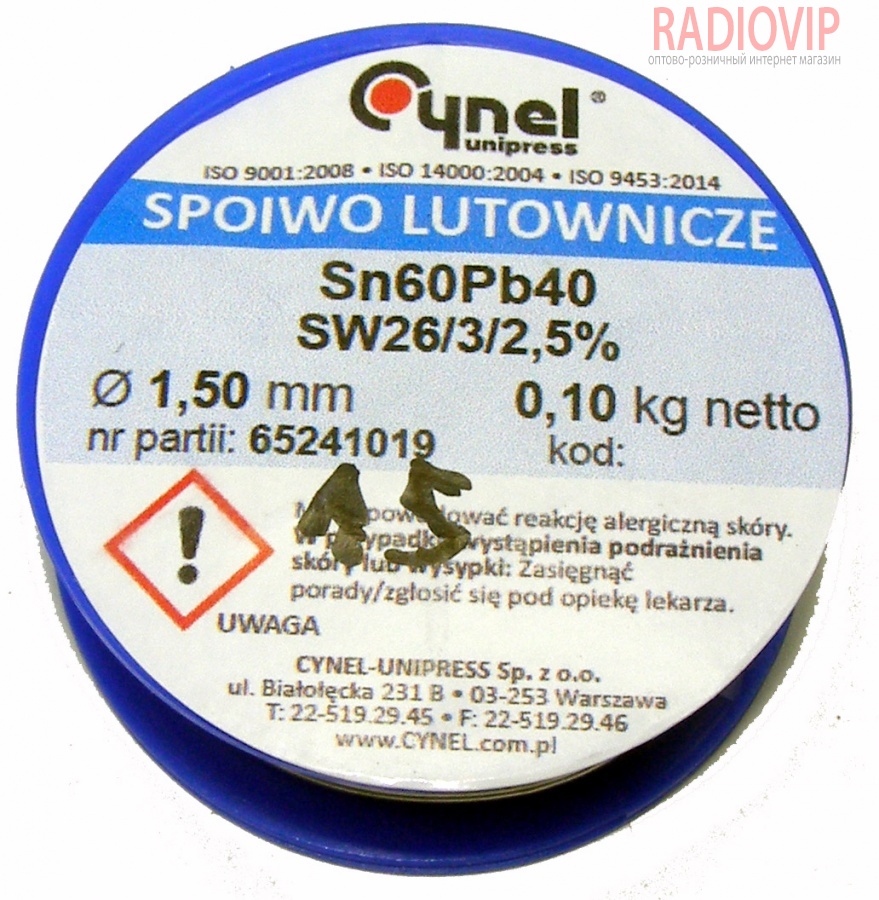 RADIOVIP
оптово-розничный интернет магазин
Cynel ®
unipress
ISO 9001:2008 • ISO 14000:2004 • ISO 9453:2014
SPOIWO LUTOWNICZE
Sn60Pb40
SW26/3/2,5%
Ø 1,50 mm 0,10 kg netto
nr partii: 65241019 kod:
1.5
reakcję alergiczną skóry.
wystąpienia podrażnienia
skóry lub wysypki: Zasięgnąć
porady/zgłosić się pod opiekę lekarza.
UWAGA
CYNEL-UNIPRESS Sp. z o.o.
ul. Białołęcka 231 B • 03-253 Warszawa
T: 22-519.29.45 • F: 22-519.29.46
www.CYNEL.com.pl